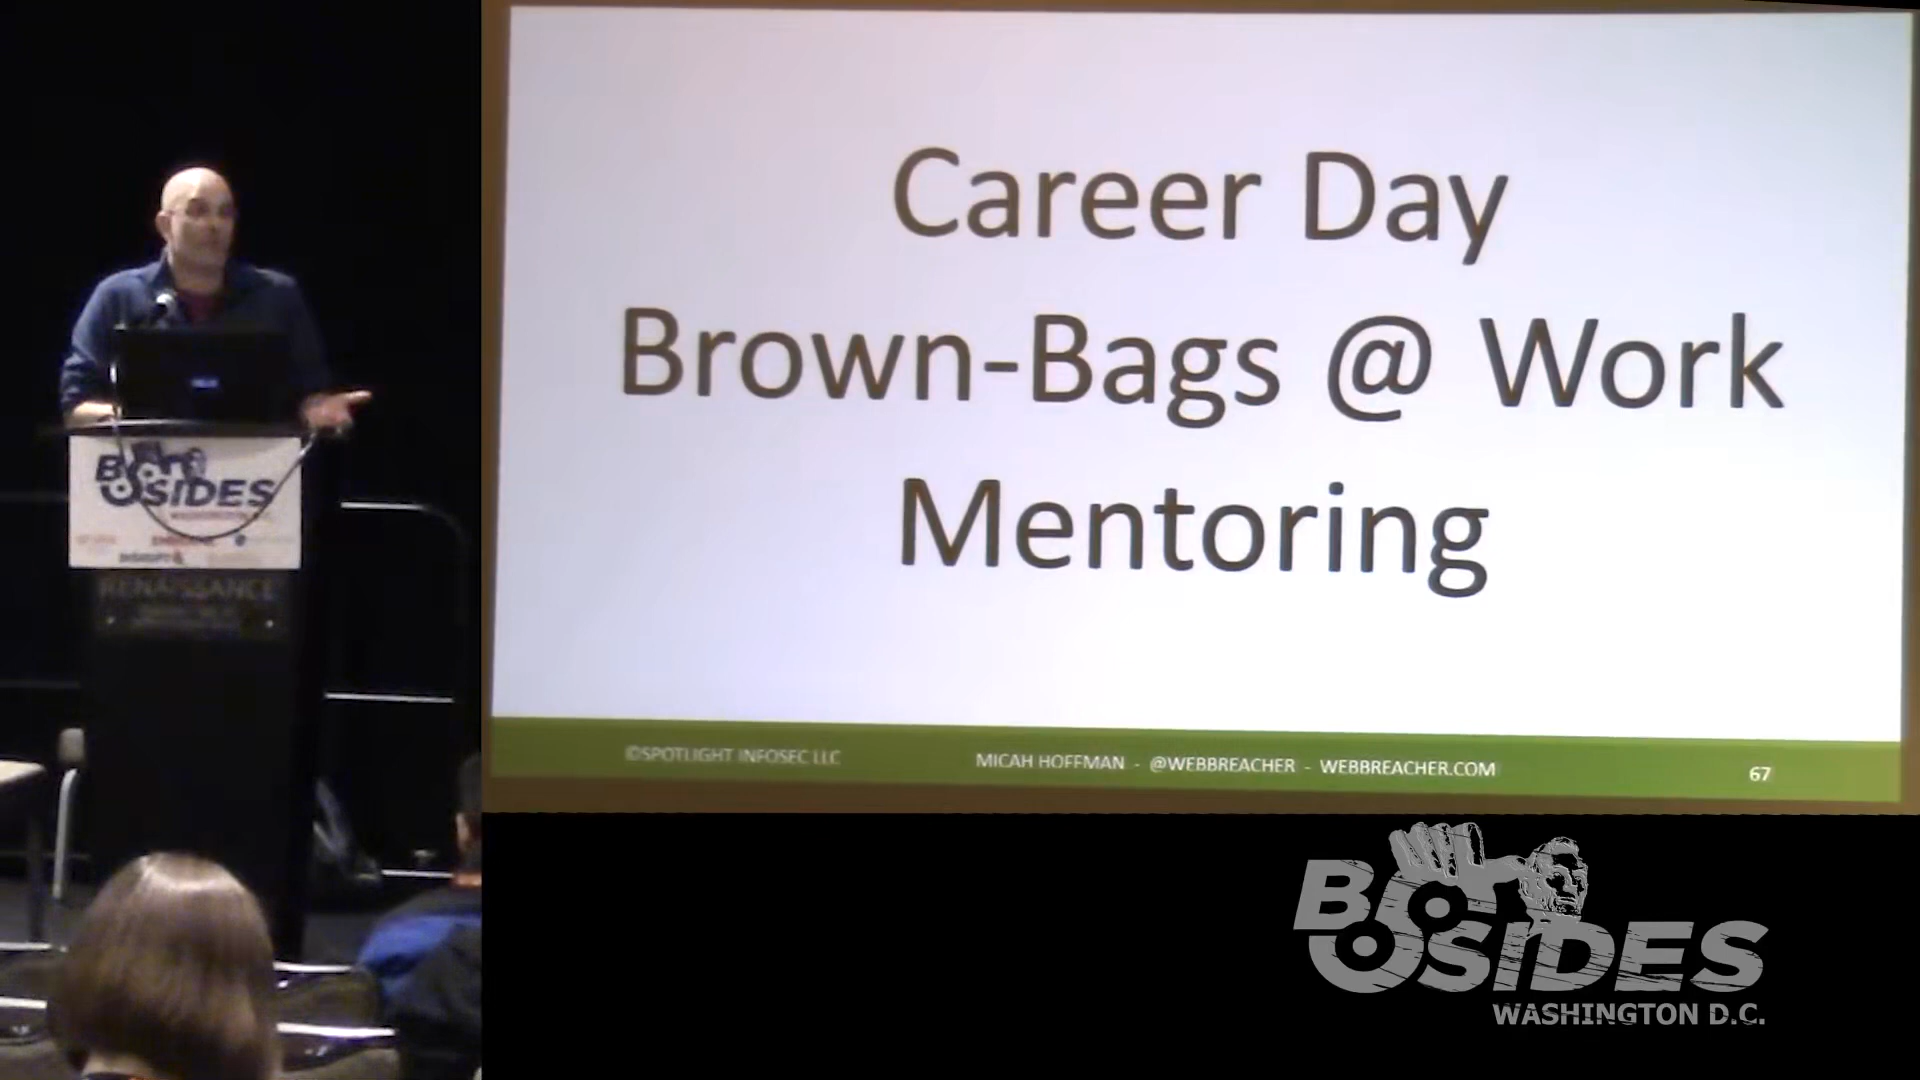 Career Day
Brown-Bags @ Work
Mentoring
©SPOTLIGHT INFOSEC LLC MICAH HOFFMAN - @WEBBREACHER - WEBBREACHER.COM 67
BSIDES
RENAISSANCE
BSIDES
WASHINGTON D.C.